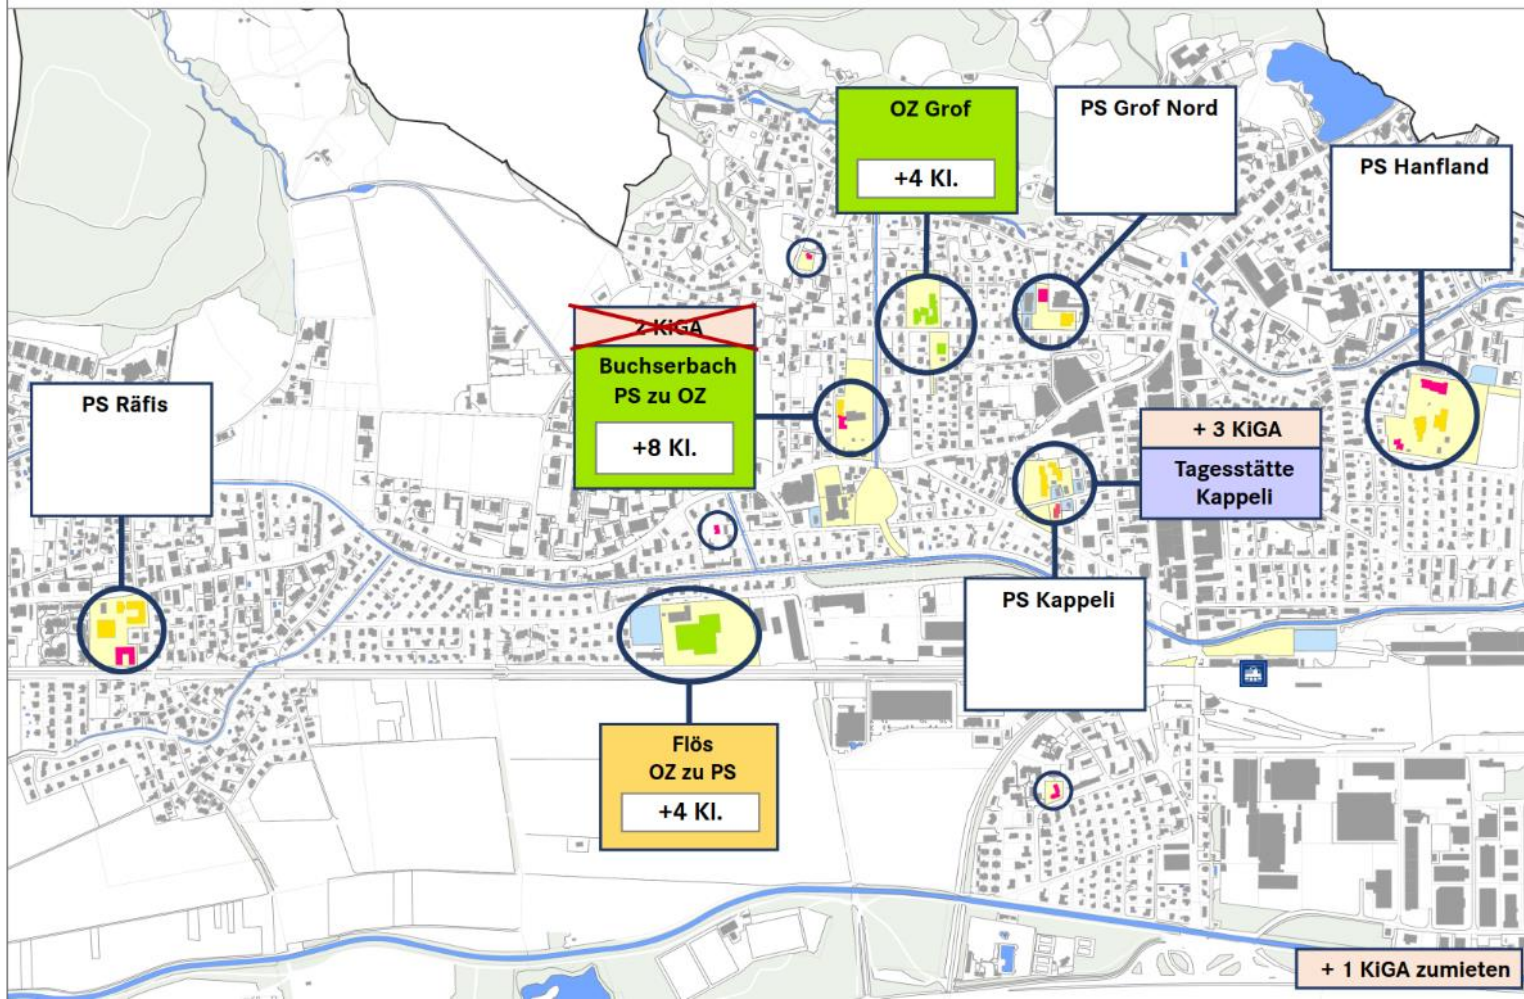 OZ Grof
+4 Kl.
PS Grof Nord
PS Hanfland
2 KiGA
Buchserbach
PS zu OZ
+8 Kl.
PS Räfis
+ 3 KiGA
Tagesstätte
Kappeli
PS Kappeli
Flös
OZ zu PS
+4 Kl.
+ 1 KiGA zumieten